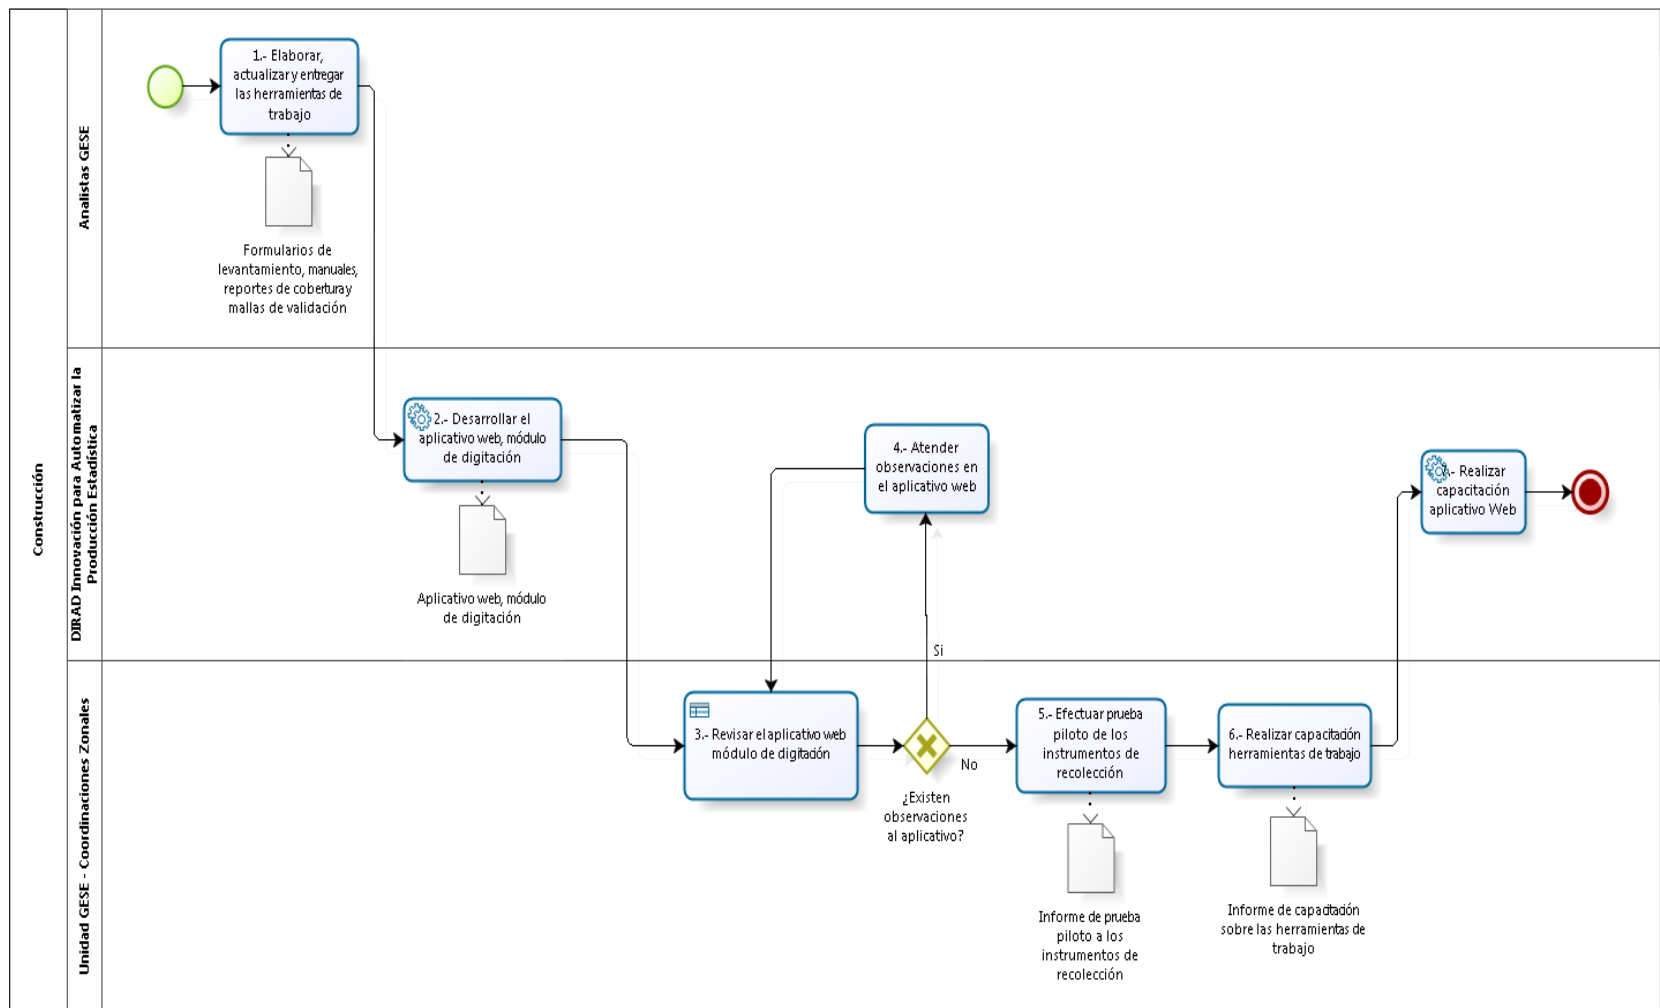 Construcción
Analistas GESE
1.- Elaborar,
actualizar y entregar
las herramientas de
trabajo
Formularios de
levantamiento, manuales,
reportes de cobertura y
mallas de validación
DIRAD Innovación para Automatizar la
Producción Estadística
2.- Desarrollar el
aplicativo web, módulo
de digitación
Aplicativo web, módulo
de digitación
4.- Atender
observaciones en
el aplicativo web
7.- Realizar
capacitación
aplicativo Web
Si
Unidad GESE - Coordinaciones Zonales
3.- Revisar el aplicativo web
módulo de digitación
¿Existen
observaciones
al aplicativo?
No
5.- Efectuar prueba
piloto de los
instrumentos de
recolección
Informe de prueba
piloto a los
instrumentos de
recolección
6.- Realizar capacitación
herramientas de trabajo
Informe de capacitación
sobre las herramientas de
trabajo